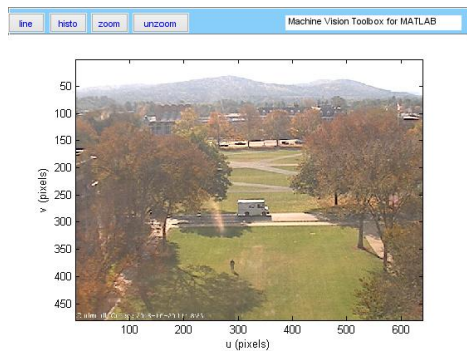 line histo zoom unzoom Machine Vision Toolbox for MATLAB
50
100
150
200
250
300
350
400
450
100 200 300 400 500 600
v (pixels)
u (pixels)